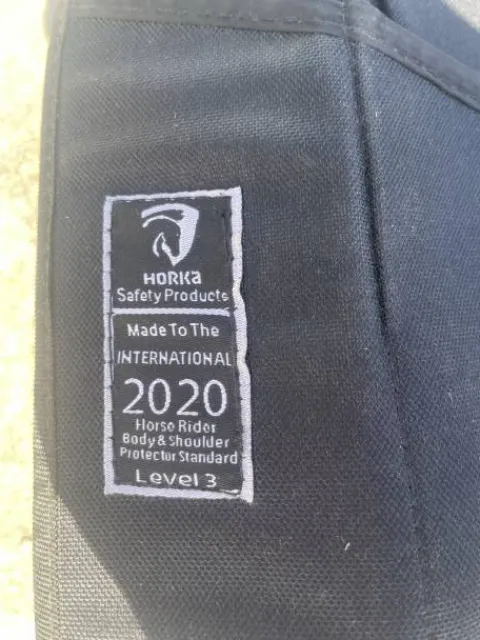 HORKA
Safety Products
Made To The
INTERNATIONAL
2020
Horse Rider
Body & Shoulder
Protector Standard
Level 3